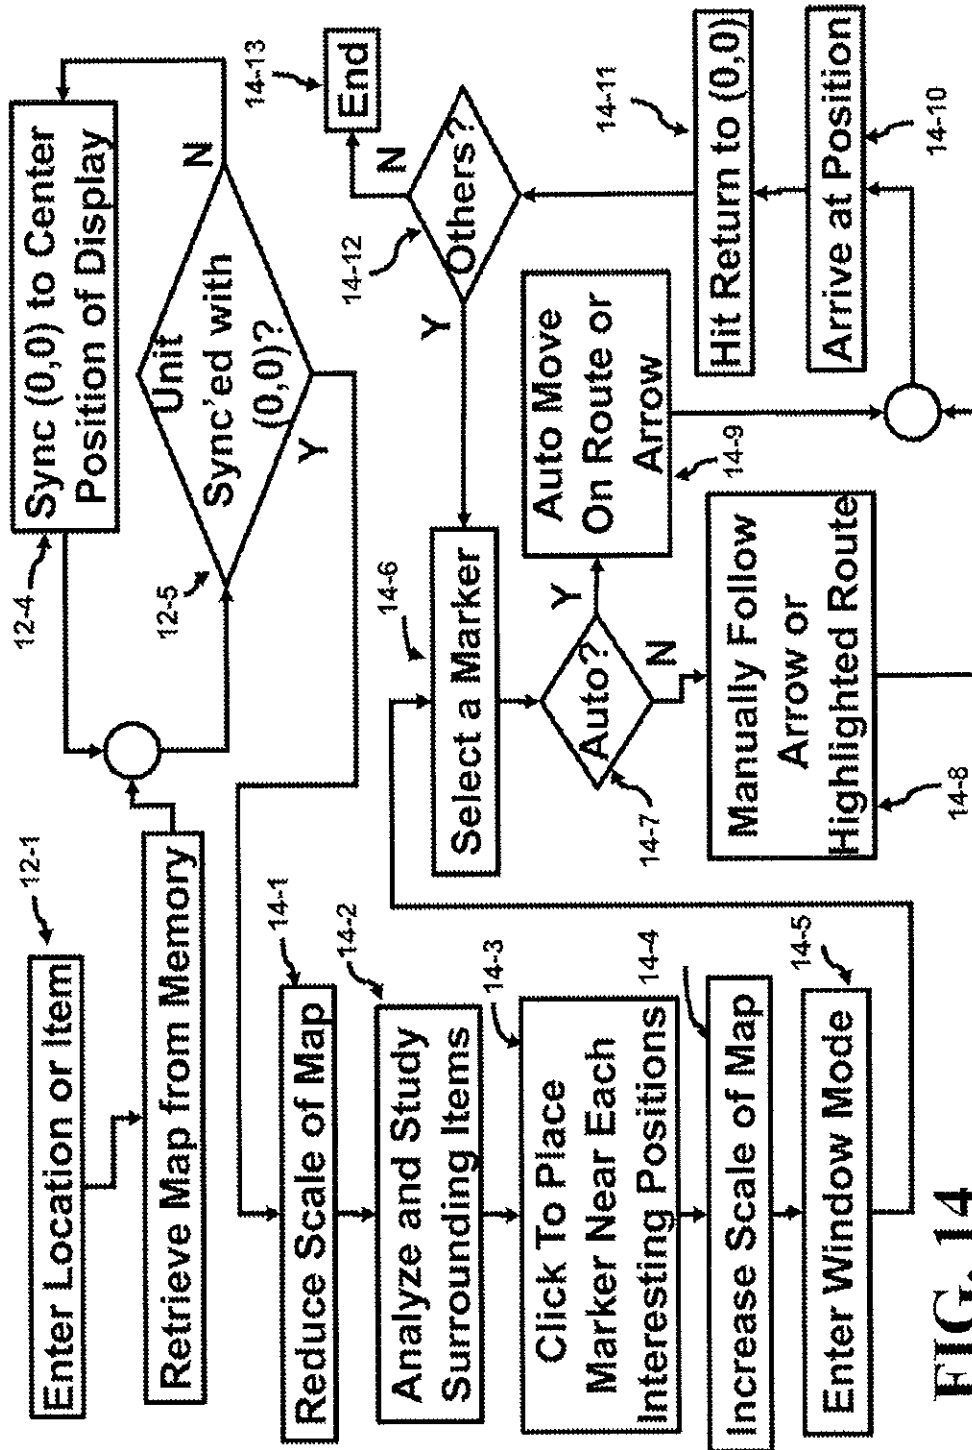 Enter Location or Item
12-1
Retrieve Map from Memory
12-4
Sync (0,0) to Center
Position of Display
12-5
Unit
Sync'ed with
(0,0)?
N
Y
14-1
Reduce Scale of Map
14-2
Analyze and Study
Surrounding Items
14-3
Click To Place
Marker Near Each
Interesting Positions
14-4
Increase Scale of Map
14-5
Enter Window Mode
14-6
Select a Marker
14-7
Auto?
Y
N
Manually Follow
Arrow or
Highlighted Route
14-8
Auto Move
On Route or
Arrow
14-9
Arrive at Position
14-10
Hit Return to (0,0)
14-11
14-12
Others?
Y
N
End
14-13
FIG. 14